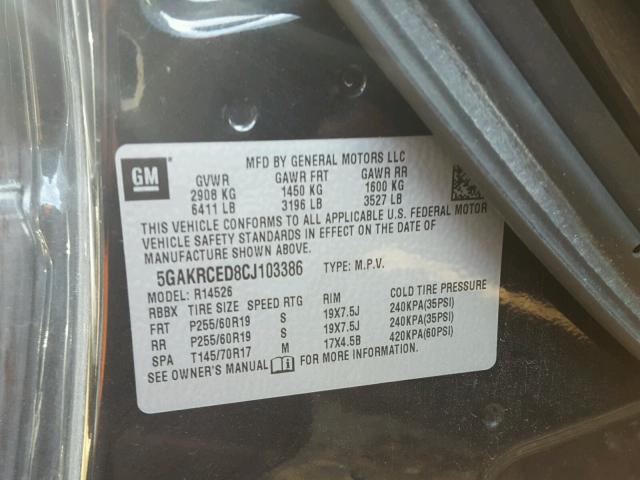 GM
MFD BY GENERAL MOTORS LLC
GVWR GAWR FRT GAWR RR
2908 KG 1450 KG 1600 KG
6411 LB 3196 LB 3527 LB
THIS VEHICLE CONFORMS TO ALL APPLICABLE U.S. FEDERAL MOTOR
VEHICLE SAFETY STANDARDS IN EFFECT ON THE DATE OF
MANUFACTURE SHOWN ABOVE.
5GAKRCED8CJ103386 TYPE: M.P.V.
MODEL: R14526
RBBX TIRE SIZE SPEED RTG RIM COLD TIRE PRESSURE
FRT P255/60R19 S 19X7.5J 240KPA(35PSI)
RR P255/60R19 S 19X7.5J 240KPA(35PSI)
SPA T145/70R17 M 17X4.5B 420KPA(60PSI)
SEE OWNER'S MANUAL FOR MORE INFORMATION.